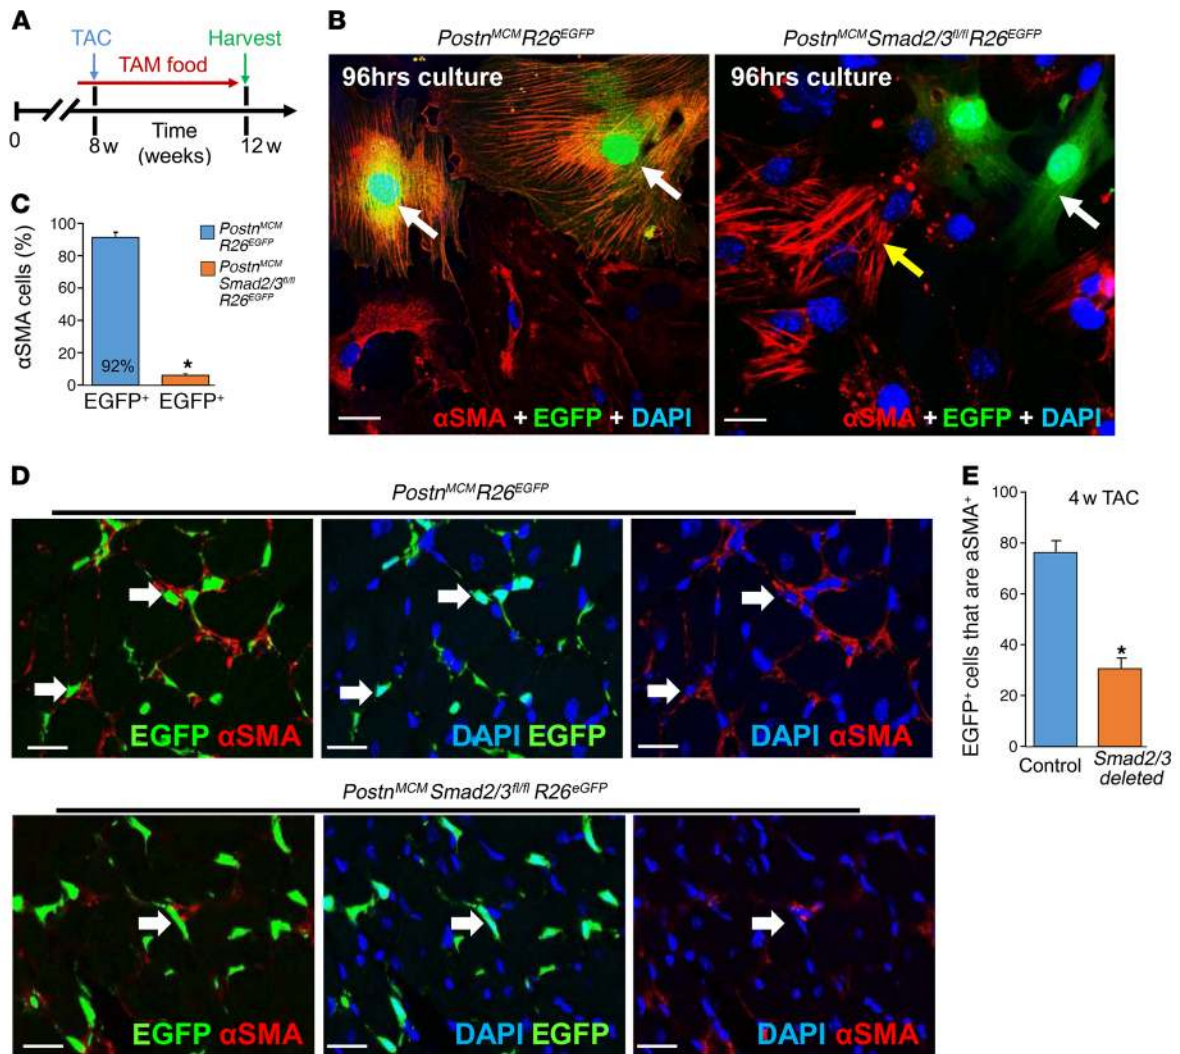 A
TAC
Harvest
TAM food
0
8 w
Time
(weeks)
12 w
B
Postn^MCM R26^EGFP
Postn^MCM Smad2/3^fl/fl R26^EGFP
96hrs culture
96hrs culture
αSMA + EGFP + DAPI
αSMA + EGFP + DAPI
C
αSMA cells (%)
100
80
60
40
20
0
92%
*
EGFP⁺ EGFP⁺
Postn^MCM
R26^EGFP
Postn^MCM
Smad2/3^fl/fl
R26^EGFP
D
Postn^MCM R26^EGFP
EGFP αSMA
DAPI EGFP
DAPI αSMA
Postn^MCM Smad2/3^fl/fl R26^eGFP
EGFP αSMA
DAPI EGFP
DAPI αSMA
E
EGFP⁺ cells that are aSMA⁺
4 w TAC
100
80
60
40
20
0
*
Control
Smad2/3
deleted